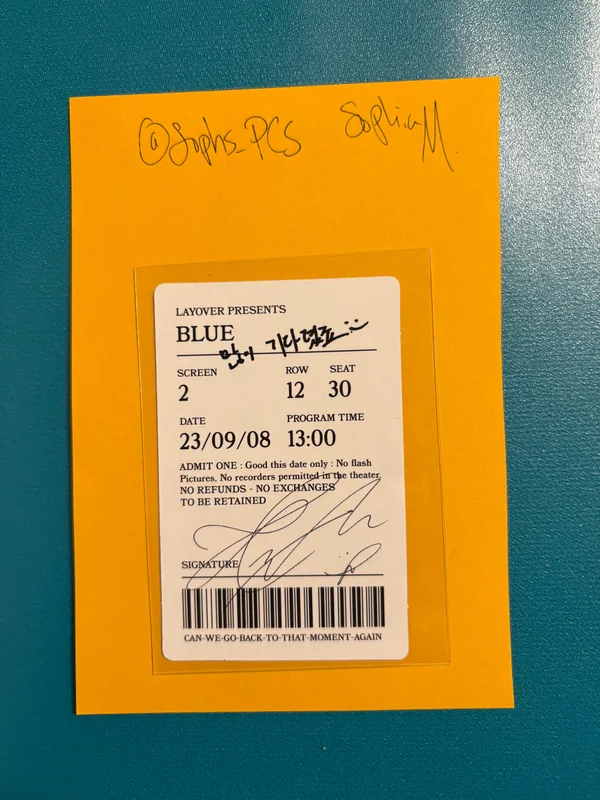 @Sophs_PCS SophiaM
LAYOVER PRESENTS
BLUE
많이 기다렸죠 :)
SCREEN ROW SEAT
2 12 30
DATE PROGRAM TIME
23/09/08 13:00
ADMIT ONE : Good this date only : No flash
Pictures, No recorders permitted in the theater,
NO REFUNDS - NO EXCHANGES
TO BE RETAINED
SIGNATURE
CAN-WE-GO-BACK-TO-THAT-MOMENT-AGAIN